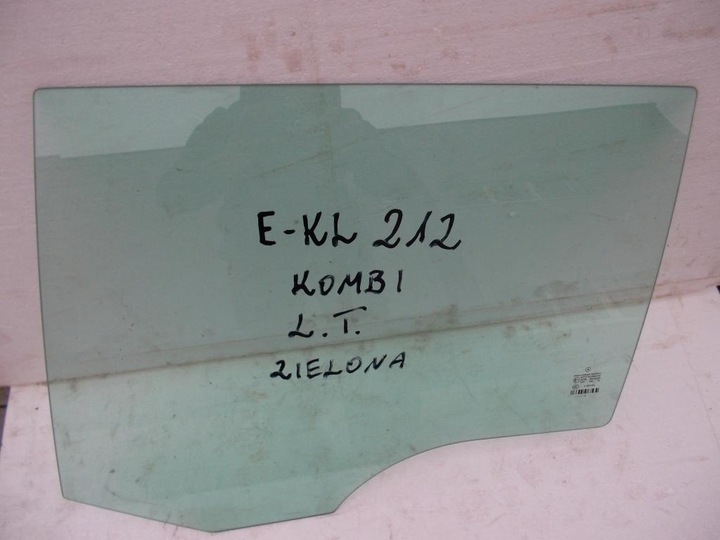 E-KL 212
KOMBI
L.T.
ZIELONA